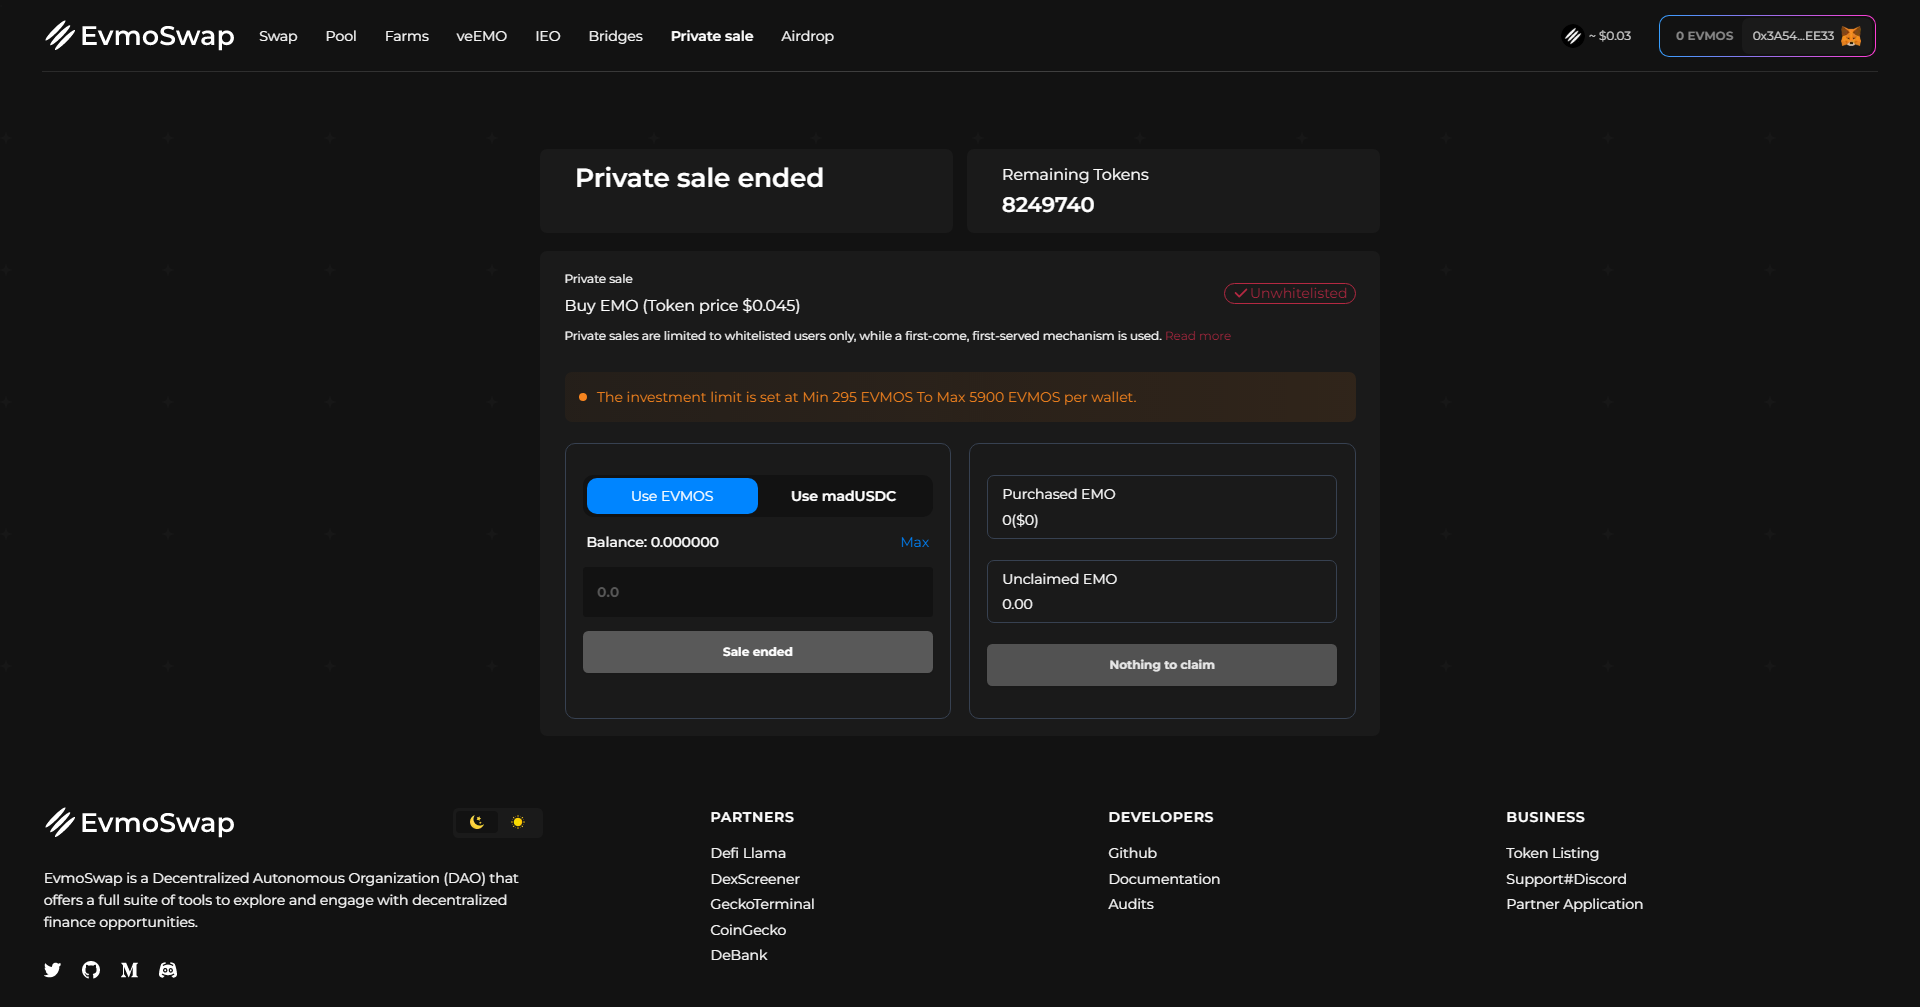 EvmoSwap Swap Pool Farms veEMO IEO Bridges Private sale Airdrop ~ $0.03 0 EVMOS 0x3A54...EE33
Private sale ended
Remaining Tokens
8249740
Private sale
Buy EMO (Token price $0.045)
Unwhitelisted
Private sales are limited to whitelisted users only, while a first-come, first-served mechanism is used. Read more
The investment limit is set at Min 295 EVMOS To Max 5900 EVMOS per wallet.
Use EVMOS Use madUSDC
Balance: 0.000000 Max
0.0
Sale ended
Purchased EMO
0($0)
Unclaimed EMO
0.00
Nothing to claim
EvmoSwap
EvmoSwap is a Decentralized Autonomous Organization (DAO) that
offers a full suite of tools to explore and engage with decentralized
finance opportunities.
PARTNERS
Defi Llama
DexScreener
GeckoTerminal
CoinGecko
DeBank
DEVELOPERS
Github
Documentation
Audits
BUSINESS
Token Listing
Support#Discord
Partner Application